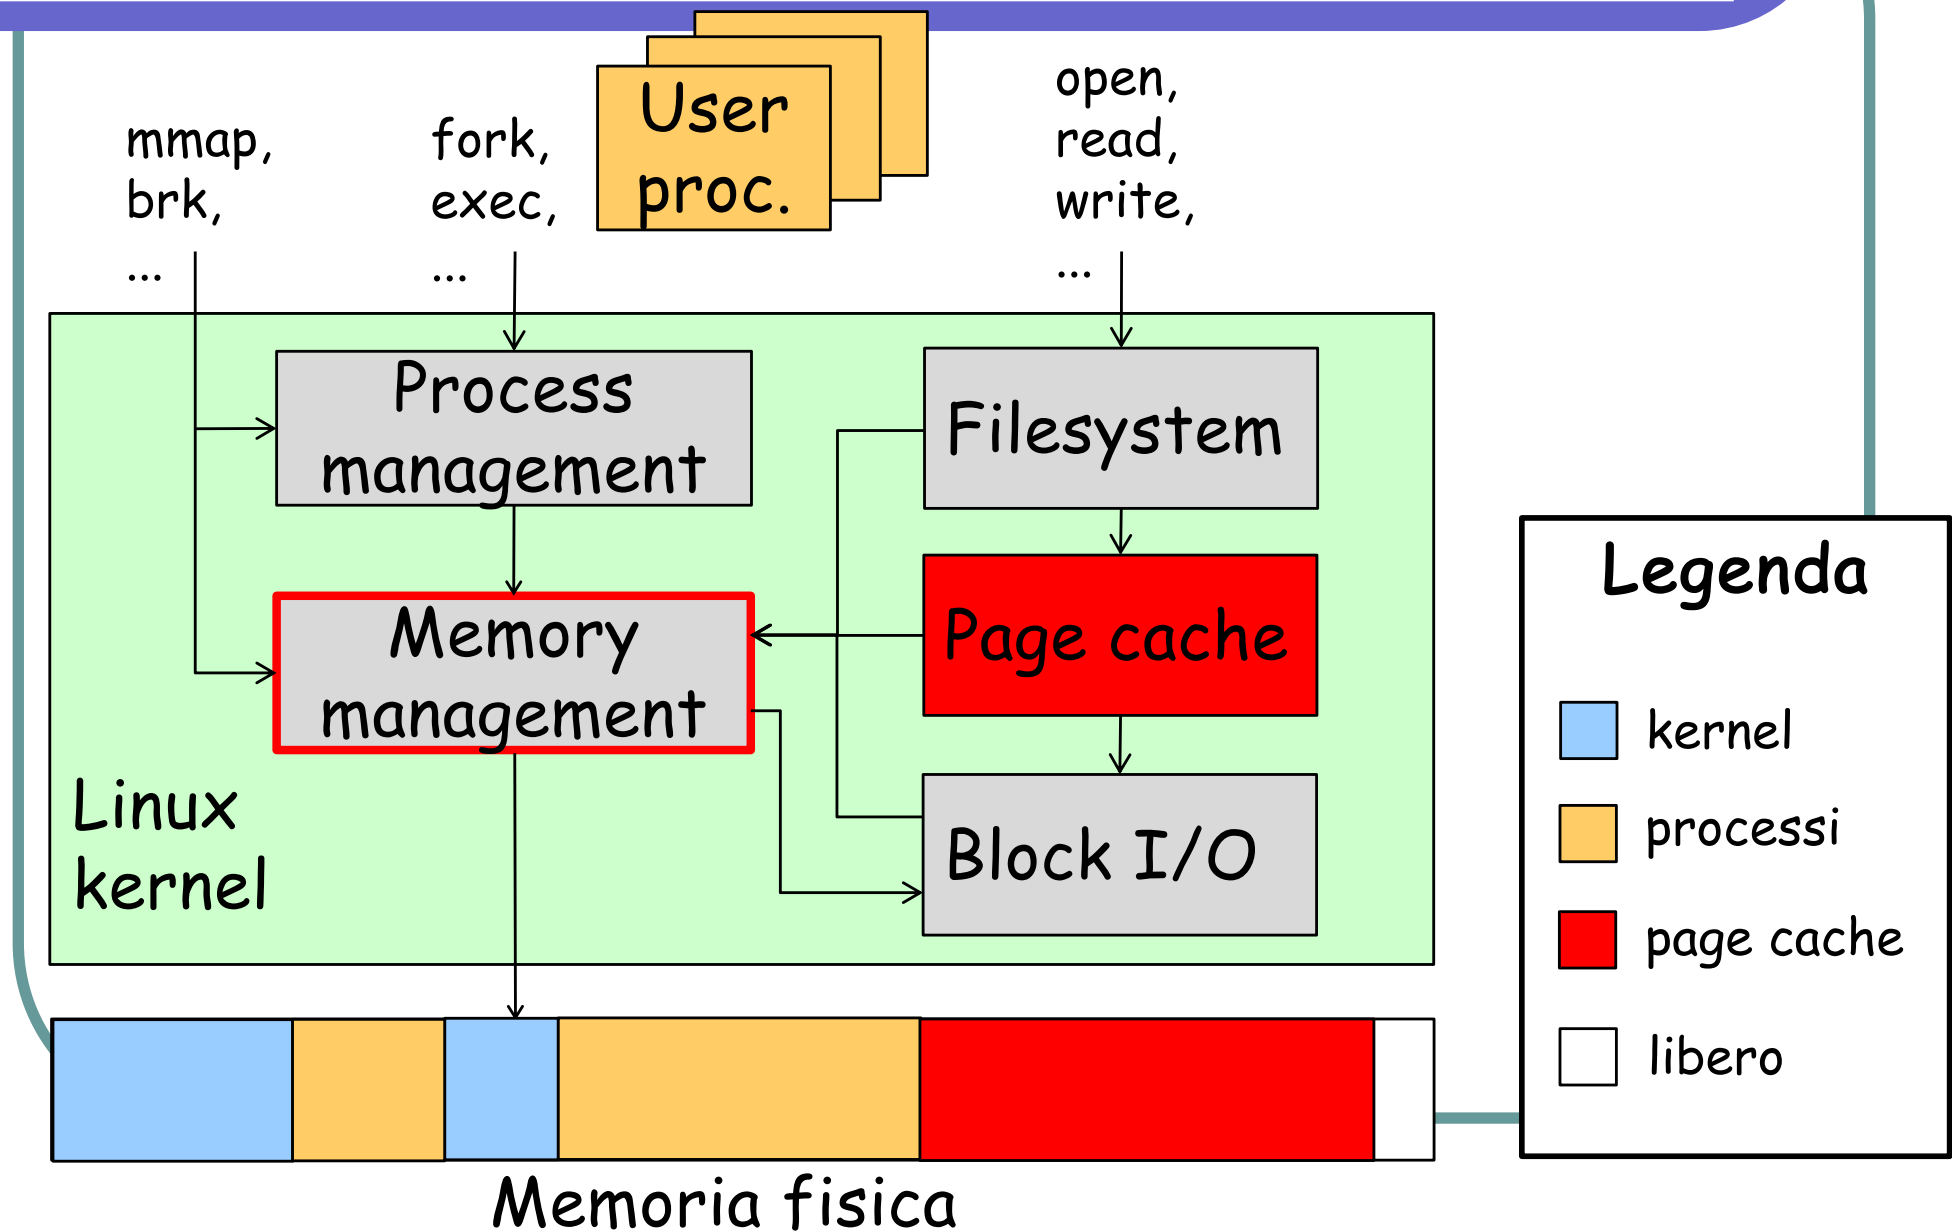 User
proc.
mmap,
brk,
...
fork,
exec,
...
open,
read,
write,
...
Process
management
Filesystem
Memory
management
Page cache
Block I/O
Linux
kernel
Legenda
kernel
processi
page cache
libero
Memoria fisica